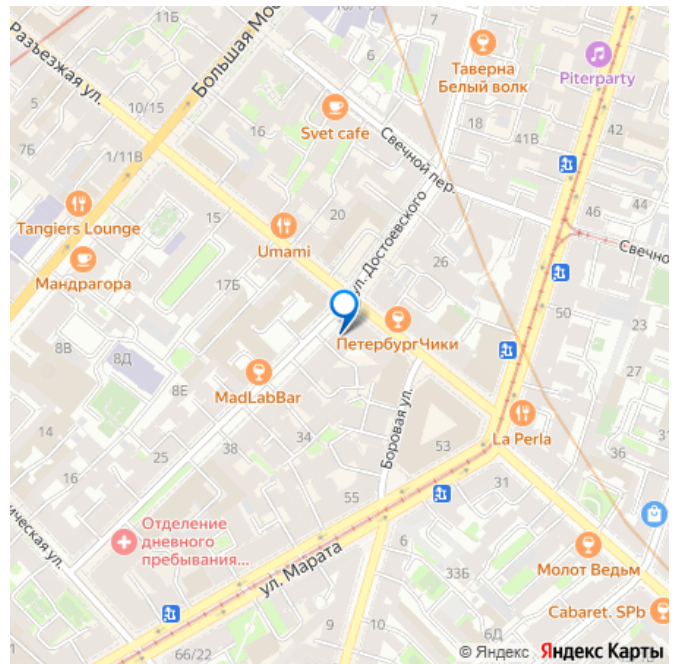 11Б
Большая Мос
Разъезжая ул.
6
Таверна
Белый волк
Piterparty
5
10/15
16
Svet cafe
18
41В
42
Свечной пер.
7Б
1/11В
Tangiers Lounge
15
20
46
44
Umami
ул. Достоевского
26
Свечно
Мандрагора
17Б
50
ПетербургЧики
23
8В
8Д
8Е
MadLabBar
27
14
38
34
Боровая ул.
53
La Perla
36
31
16
55
Отделение
дневного
пребывания...
ическая ул.
ул. Марата
6
33Б
Молот Ведьм
9
10
6Д
Cabaret. SPb
66/22
© Яндекс Яндекс Карты